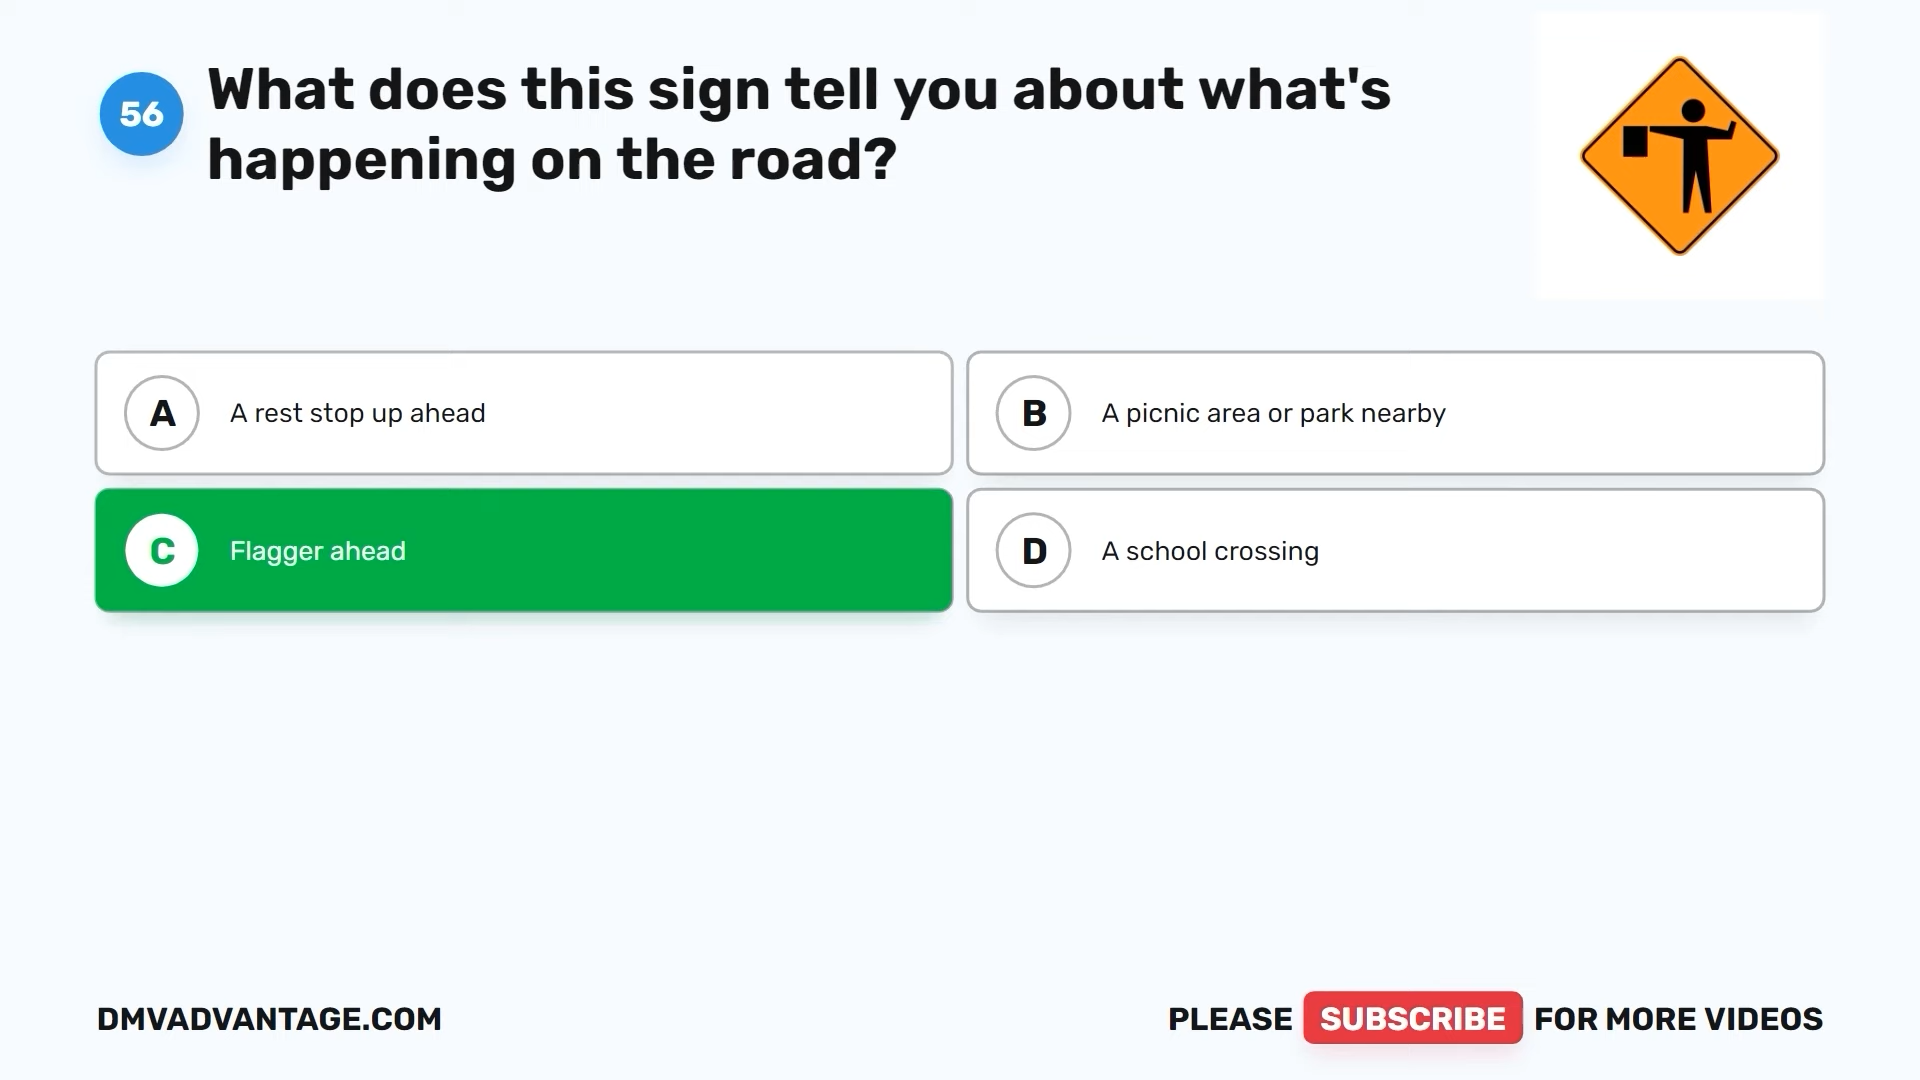 56
What does this sign tell you about what's
happening on the road?
A A rest stop up ahead
B A picnic area or park nearby
C Flagger ahead
D A school crossing
DMVADVANTAGE.COM
PLEASE SUBSCRIBE FOR MORE VIDEOS